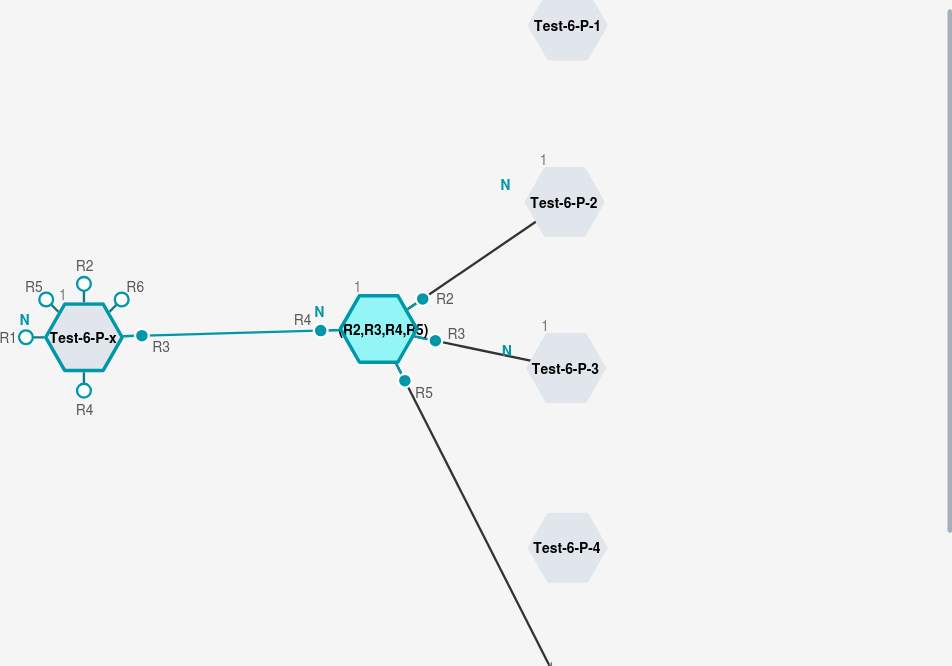 Test-6-P-1
1
N
Test-6-P-2
R2
R5
1
R6
N
R1
Test-6-P-x
R3
R4
1
N
R4
(R2,R3,R4,R5)
R2
R3
R5
1
N
Test-6-P-3
Test-6-P-4